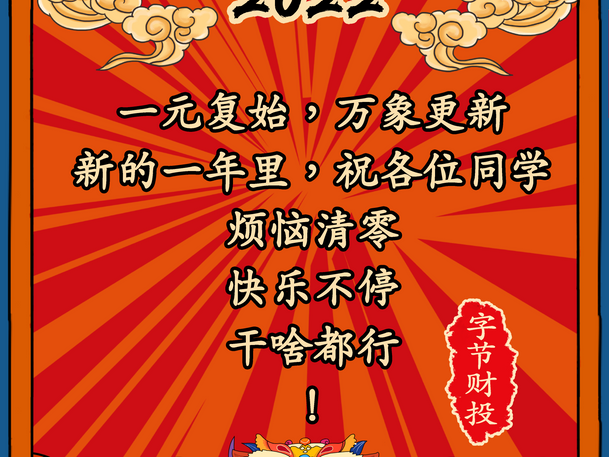 2022
一元复始，万象更新
新的一年里，祝各位同学
烦恼清零
快乐不停
干啥都行
！
字节财投